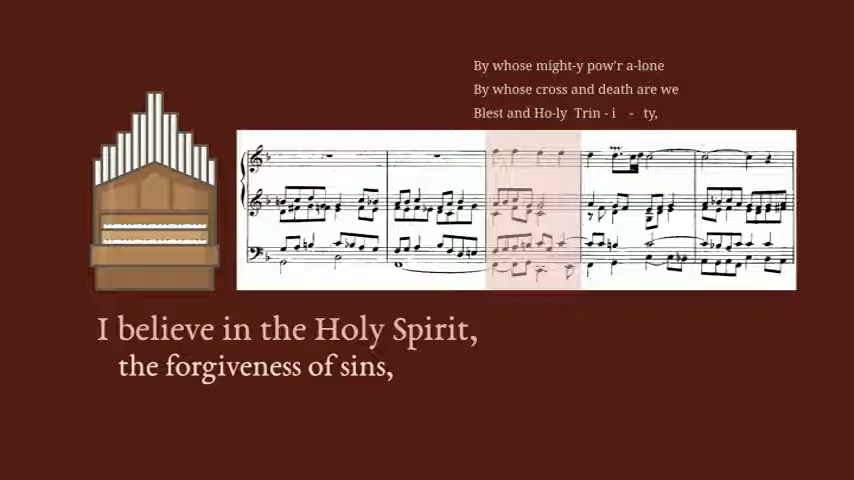 By whose might-y pow'r a-lone
By whose cross and death are we
Blest and Ho-ly Trin - i - ty,
I believe in the Holy Spirit,
the forgiveness of sins,